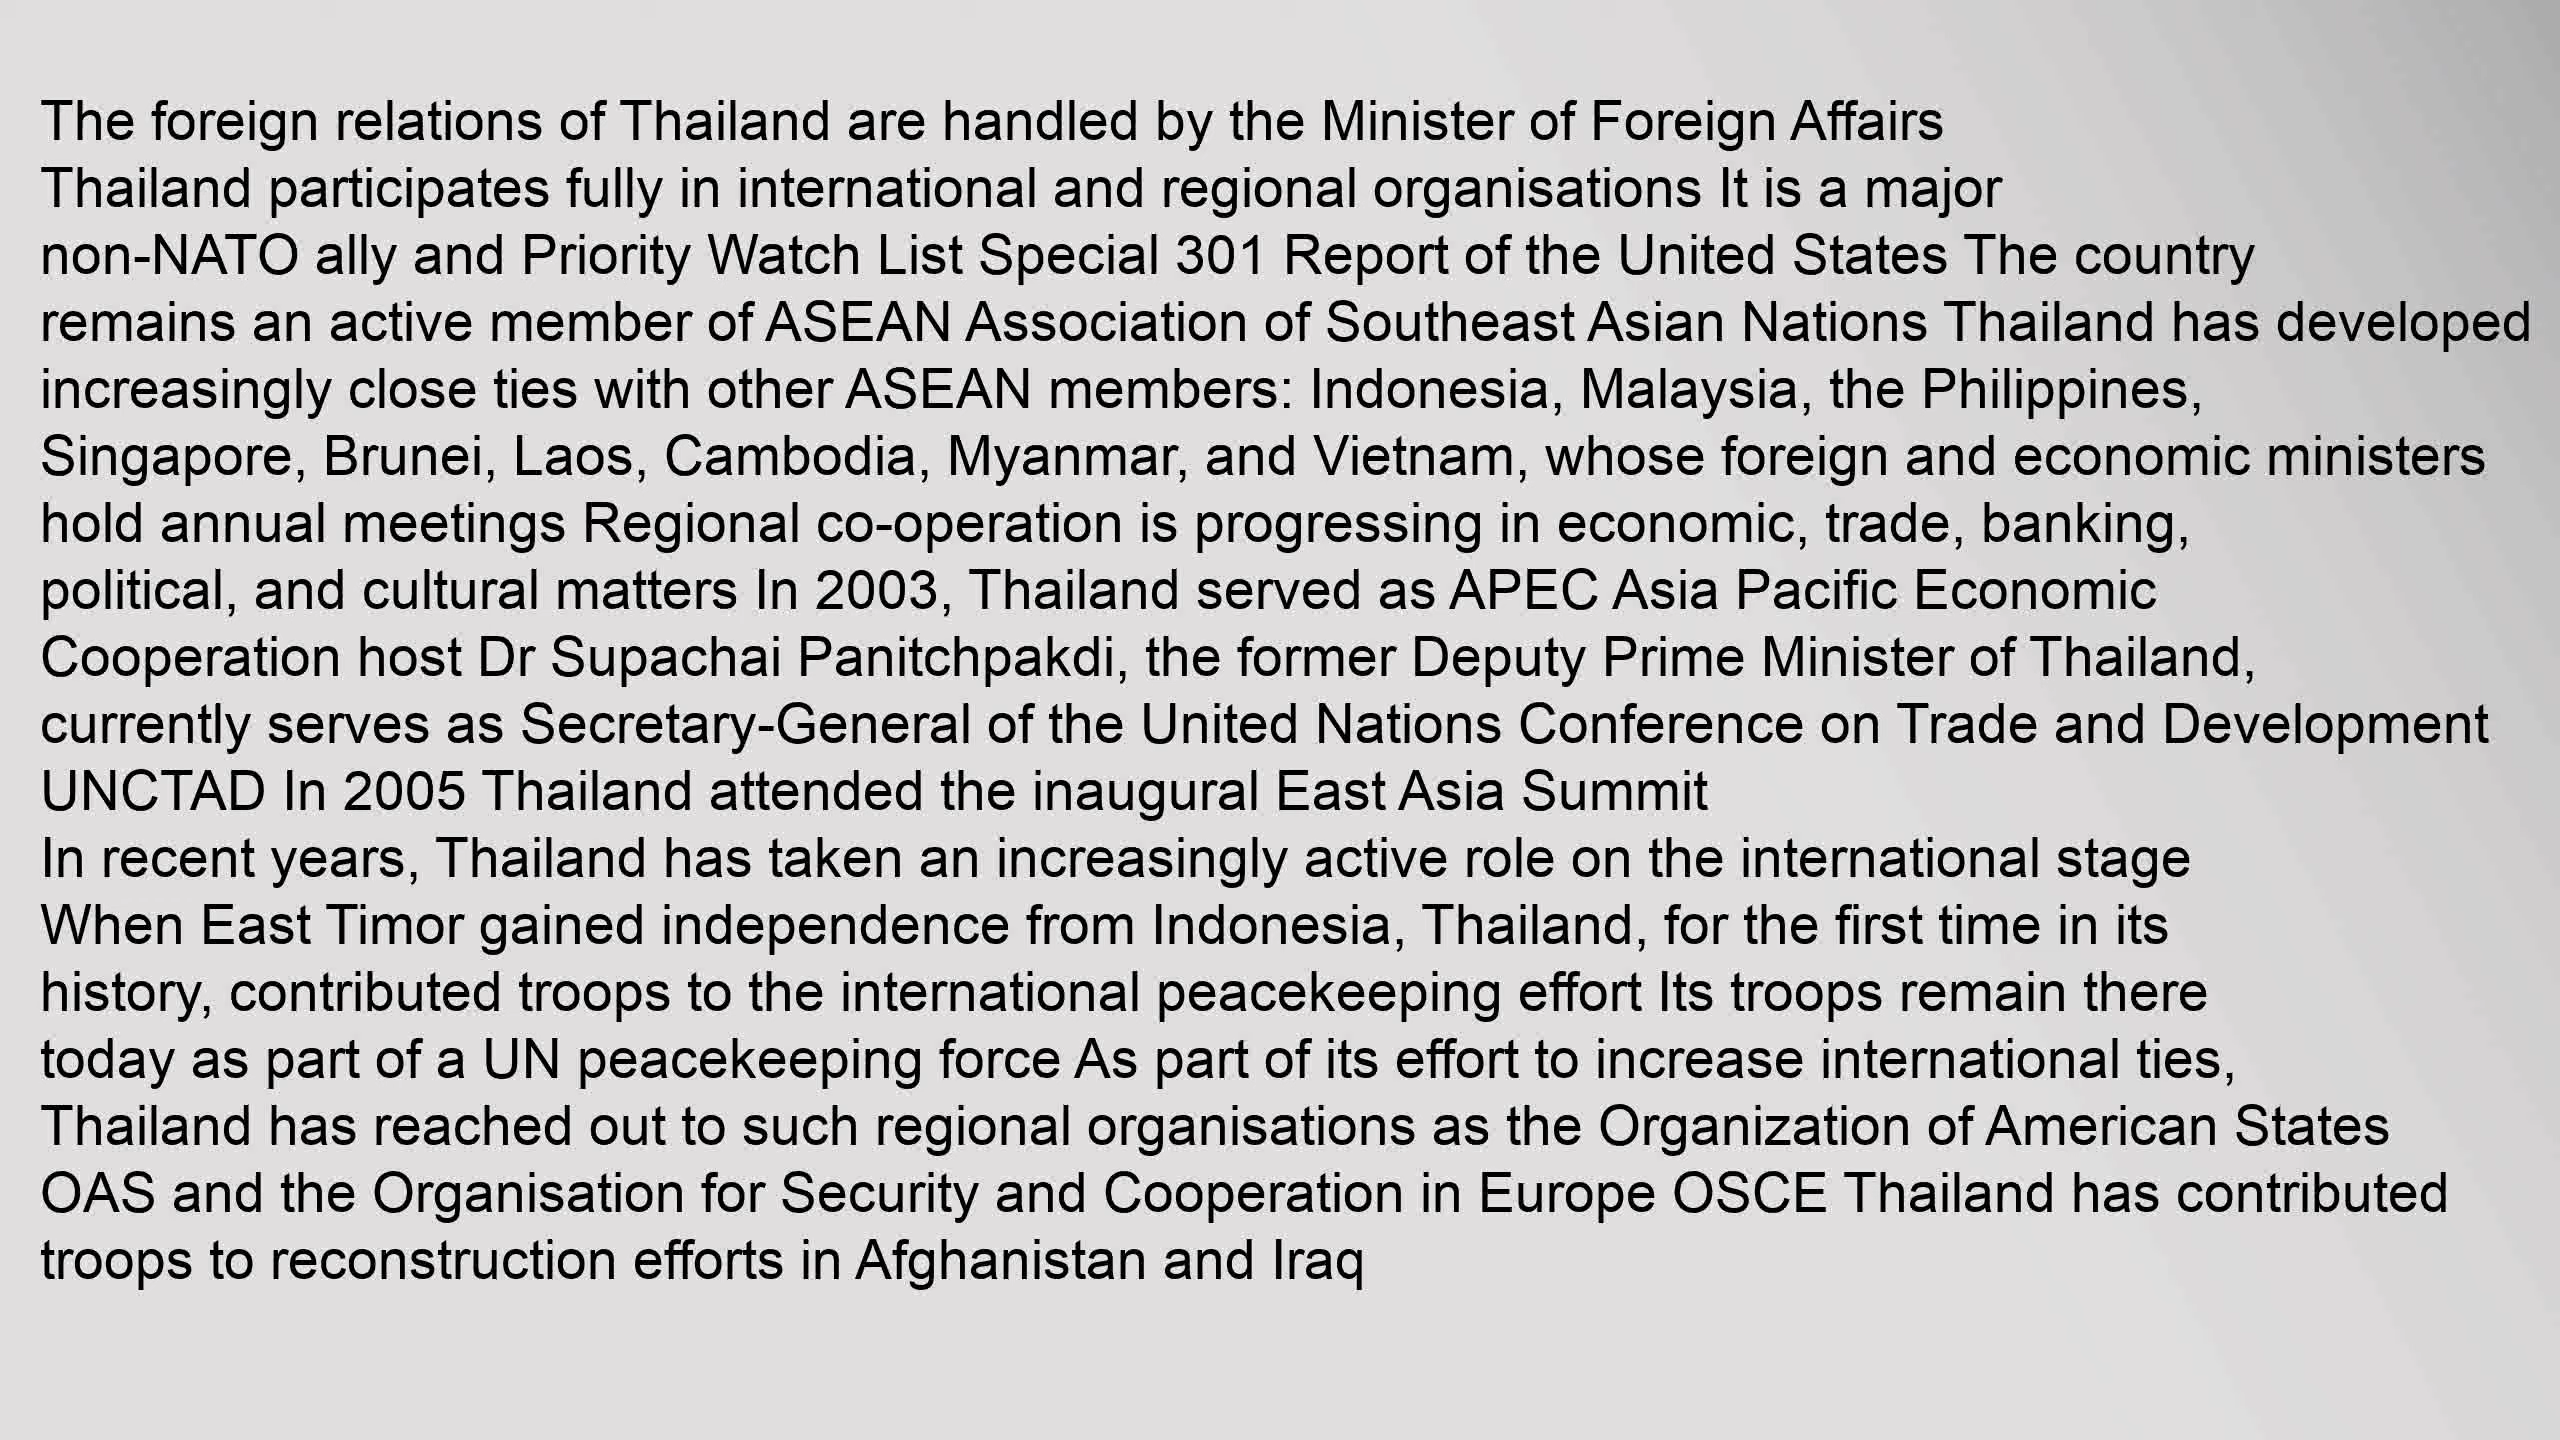 The foreign relations of Thailand are handled by the Minister of Foreign Affairs
Thailand participates fully in international and regional organisations It is a major
non-NATO ally and Priority Watch List Special 301 Report of the United States The country
remains an active member of ASEAN Association of Southeast Asian Nations Thailand has developed
increasingly close ties with other ASEAN members: Indonesia, Malaysia, the Philippines,
Singapore, Brunei, Laos, Cambodia, Myanmar, and Vietnam, whose foreign and economic ministers
hold annual meetings Regional co-operation is progressing in economic, trade, banking,
political, and cultural matters In 2003, Thailand served as APEC Asia Pacific Economic
Cooperation host Dr Supachai Panitchpakdi, the former Deputy Prime Minister of Thailand,
currently serves as Secretary-General of the United Nations Conference on Trade and Development
UNCTAD In 2005 Thailand attended the inaugural East Asia Summit
In recent years, Thailand has taken an increasingly active role on the international stage
When East Timor gained independence from Indonesia, Thailand, for the first time in its
history, contributed troops to the international peacekeeping effort Its troops remain there
today as part of a UN peacekeeping force As part of its effort to increase international ties,
Thailand has reached out to such regional organisations as the Organization of American States
OAS and the Organisation for Security and Cooperation in Europe OSCE Thailand has contributed
troops to reconstruction efforts in Afghanistan and Iraq